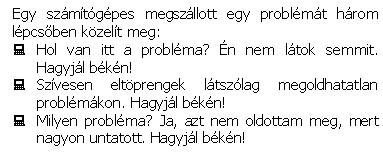 Egy számítógépes megszállott egy problémát három
lépcsőben közelít meg:
Hol van itt a probléma? Én nem látok semmit.
Hagyjál békén!
Szívesen eltöprengek látszólag megoldhatatlan
problémákon. Hagyjál békén!
Milyen probléma? Ja, azt nem oldottam meg, mert
nagyon untatott. Hagyjál békén!